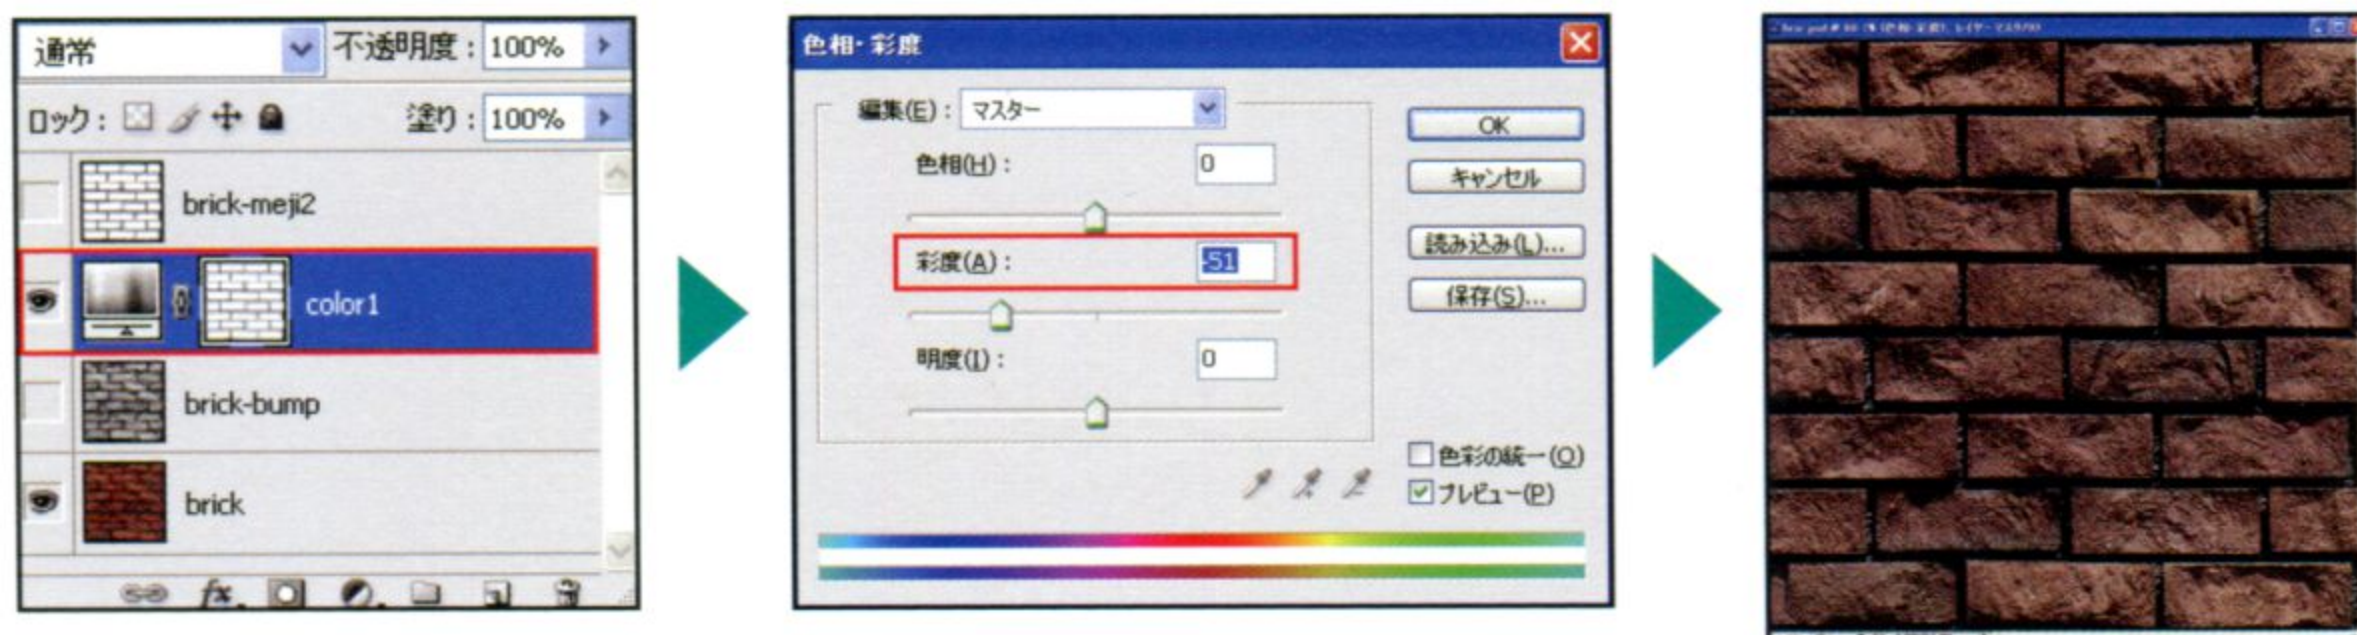 通常 不透明度: 100%
ロック: 塗り: 100%
brick-meji2
color1
brick-bump
brick
色相・彩度
編集(E): マスター
色相(H): 0
彩度(A): -51
明度(I): 0
OK
キャンセル
読み込み(L)...
保存(S)...
色彩の統一(O)
プレビュー(P)